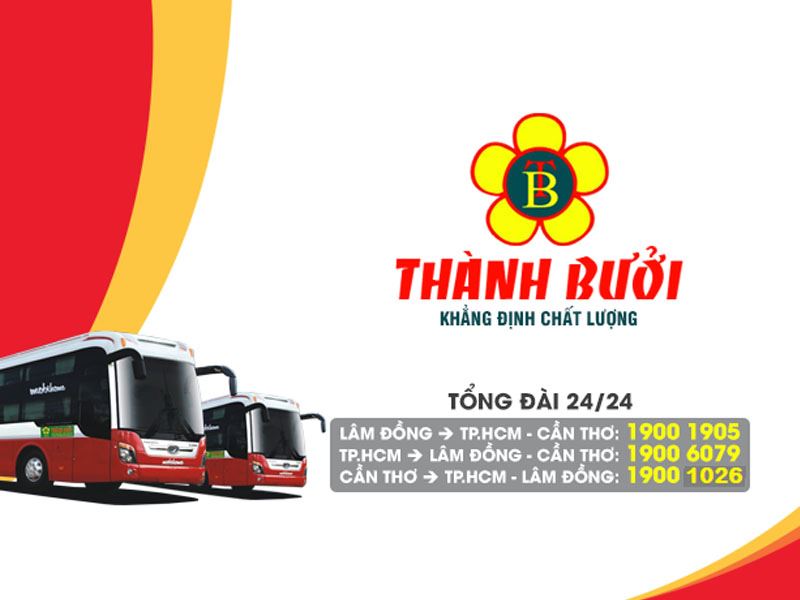 TB
THÀNH BƯỞI
KHẲNG ĐỊNH CHẤT LƯỢNG
mobihome
TỔNG ĐÀI 24/24
LÂM ĐỒNG → TP.HCM - CẦN THƠ: 1900 1905
TP.HCM → LÂM ĐỒNG - CẦN THƠ: 1900 6079
CẦN THƠ → TP.HCM - LÂM ĐỒNG: 1900 1026